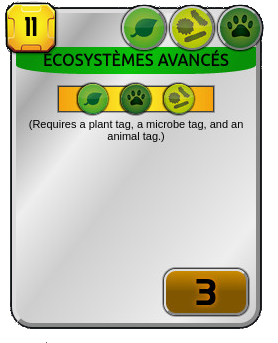 11
ÉCOSYSTÈMES AVANCÉS
(Requires a plant tag, a microbe tag, and an
animal tag.)
3